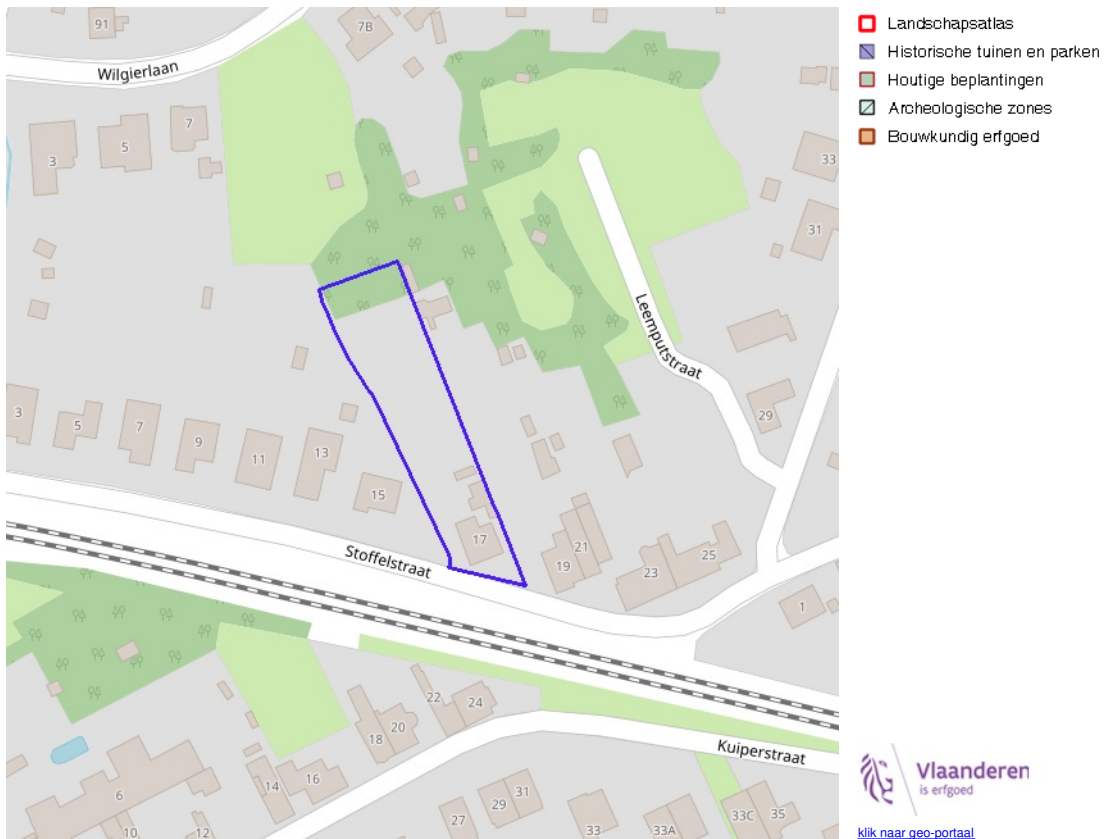 91
7B
Wilgierlaan
7
5
3
33
31
Leemputstraat
29
3
5
7
9
11
13
15
17
19
21
23
25
Stoffelstraat
1
22
24
20
18
Kuiperstraat
16
14
6
10
12
31
29
27
33
33A
33C
35
Landschapsatlas
Historische tuinen en parken
Houtige beplantingen
Archeologische zones
Bouwkundig erfgoed
Vlaanderen
is erfgoed
klik naar geo-portaal